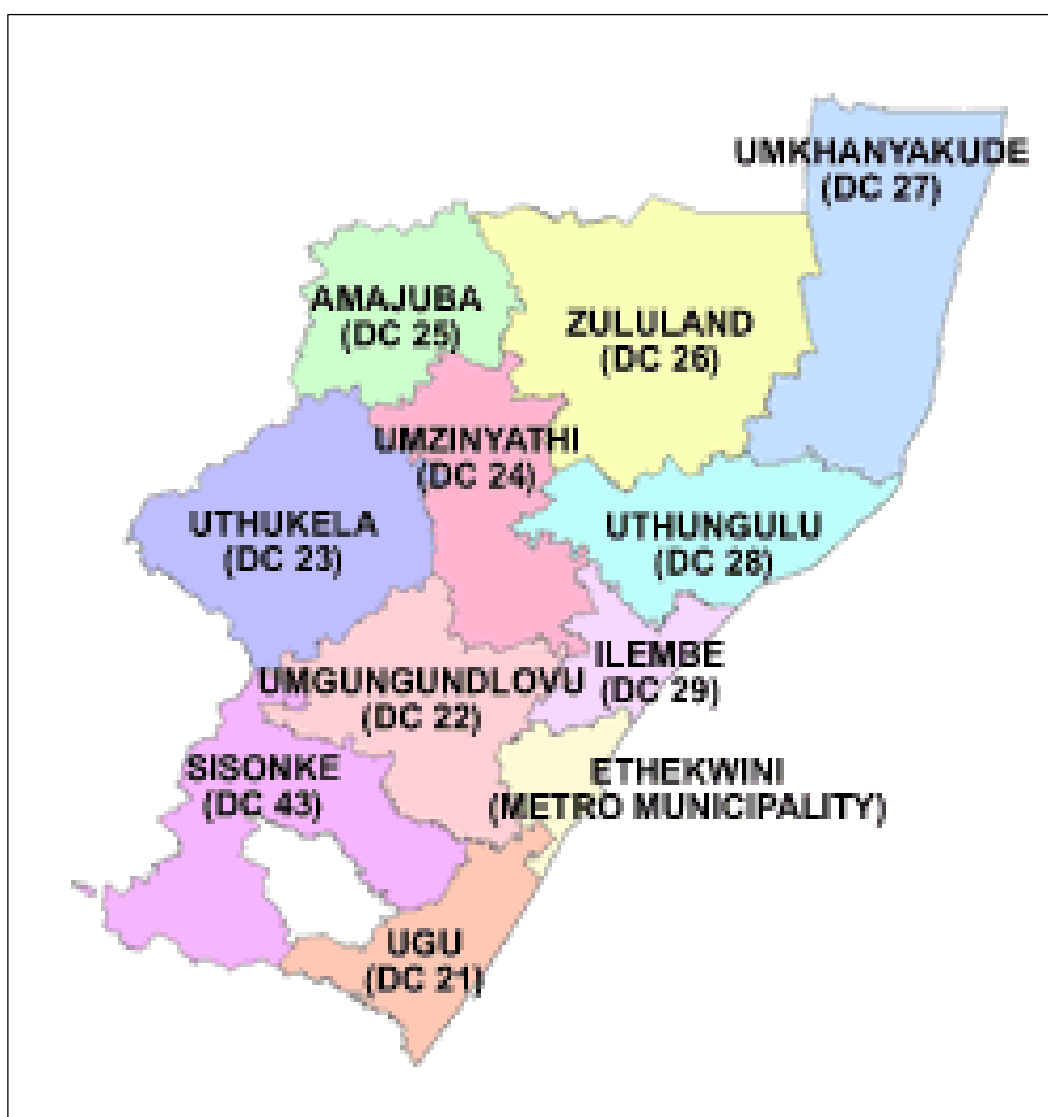 UMKHANYAKUDE
(DC 27)
AMAJUBA
(DC 25)
ZULULAND
(DC 26)
UMZINYATHI
(DC 24)
UTHUKELA
(DC 23)
UTHUNGULU
(DC 28)
ILEMBE
(DC 29)
UMGUNGUNDLOVU
(DC 22)
SISONKE
(DC 43)
ETHEKWINI
(METRO MUNICIPALITY)
UGU
(DC 21)